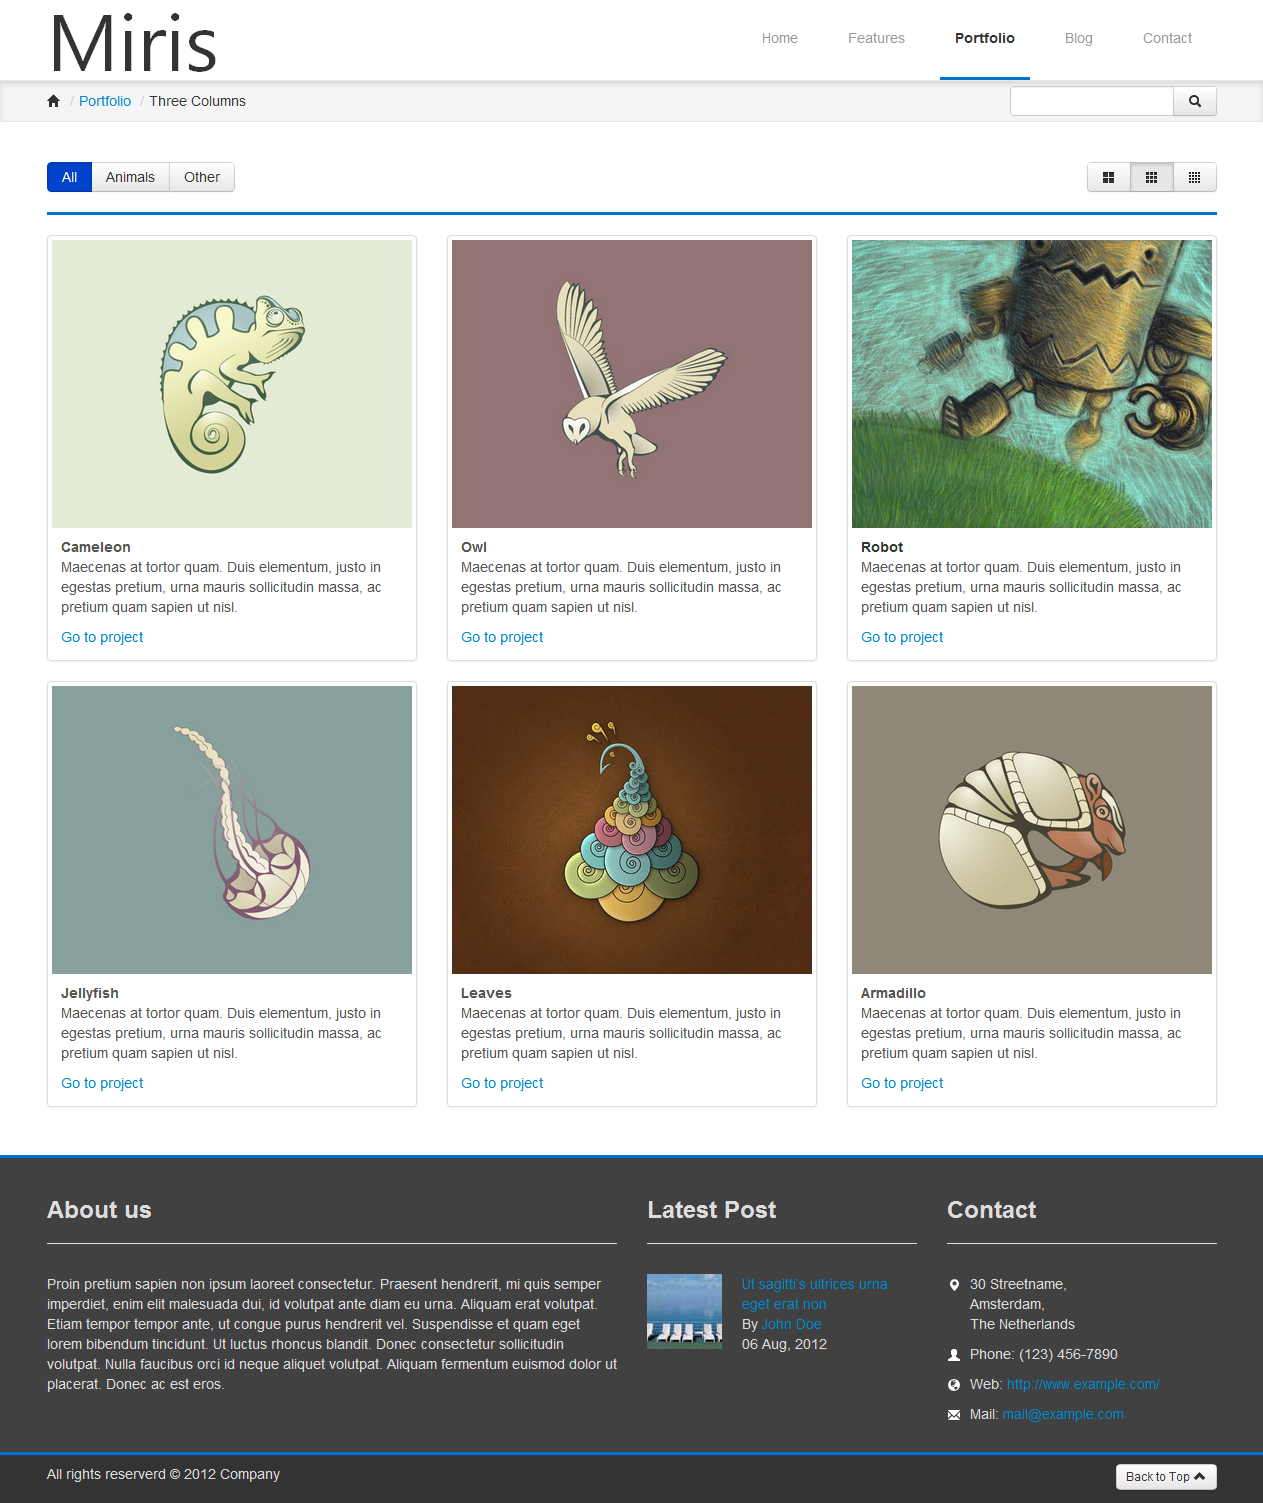 Miris
Home Features Portfolio Blog Contact
/ Portfolio / Three Columns
All Animals Other
Cameleon
Maecenas at tortor quam. Duis elementum, justo in
egestas pretium, urna mauris sollicitudin massa, ac
pretium quam sapien ut nisl.
Go to project
Owl
Maecenas at tortor quam. Duis elementum, justo in
egestas pretium, urna mauris sollicitudin massa, ac
pretium quam sapien ut nisl.
Go to project
Robot
Maecenas at tortor quam. Duis elementum, justo in
egestas pretium, urna mauris sollicitudin massa, ac
pretium quam sapien ut nisl.
Go to project
Jellyfish
Maecenas at tortor quam. Duis elementum, justo in
egestas pretium, urna mauris sollicitudin massa, ac
pretium quam sapien ut nisl.
Go to project
Leaves
Maecenas at tortor quam. Duis elementum, justo in
egestas pretium, urna mauris sollicitudin massa, ac
pretium quam sapien ut nisl.
Go to project
Armadillo
Maecenas at tortor quam. Duis elementum, justo in
egestas pretium, urna mauris sollicitudin massa, ac
pretium quam sapien ut nisl.
Go to project
About us
Proin pretium sapien non ipsum laoreet consectetur. Praesent hendrerit, mi quis semper
imperdiet, enim elit malesuada dui, id volutpat ante diam eu urna. Aliquam erat volutpat.
Etiam tempor tempor ante, ut congue purus hendrerit vel. Suspendisse et quam eget
lorem bibendum tincidunt. Ut luctus rhoncus blandit. Donec consectetur sollicitudin
volutpat. Nulla faucibus orci id neque aliquet volutpat. Aliquam fermentum euismod dolor ut
placerat. Donec ac est eros.
Latest Post
Ut sagitti's ultrices urna
eget erat non
By John Doe
06 Aug, 2012
Contact
30 Streetname,
Amsterdam,
The Netherlands
Phone: (123) 456-7890
Web: http://www.example.com/
Mail: mail@example.com
All rights reserverd © 2012 Company
Back to Top